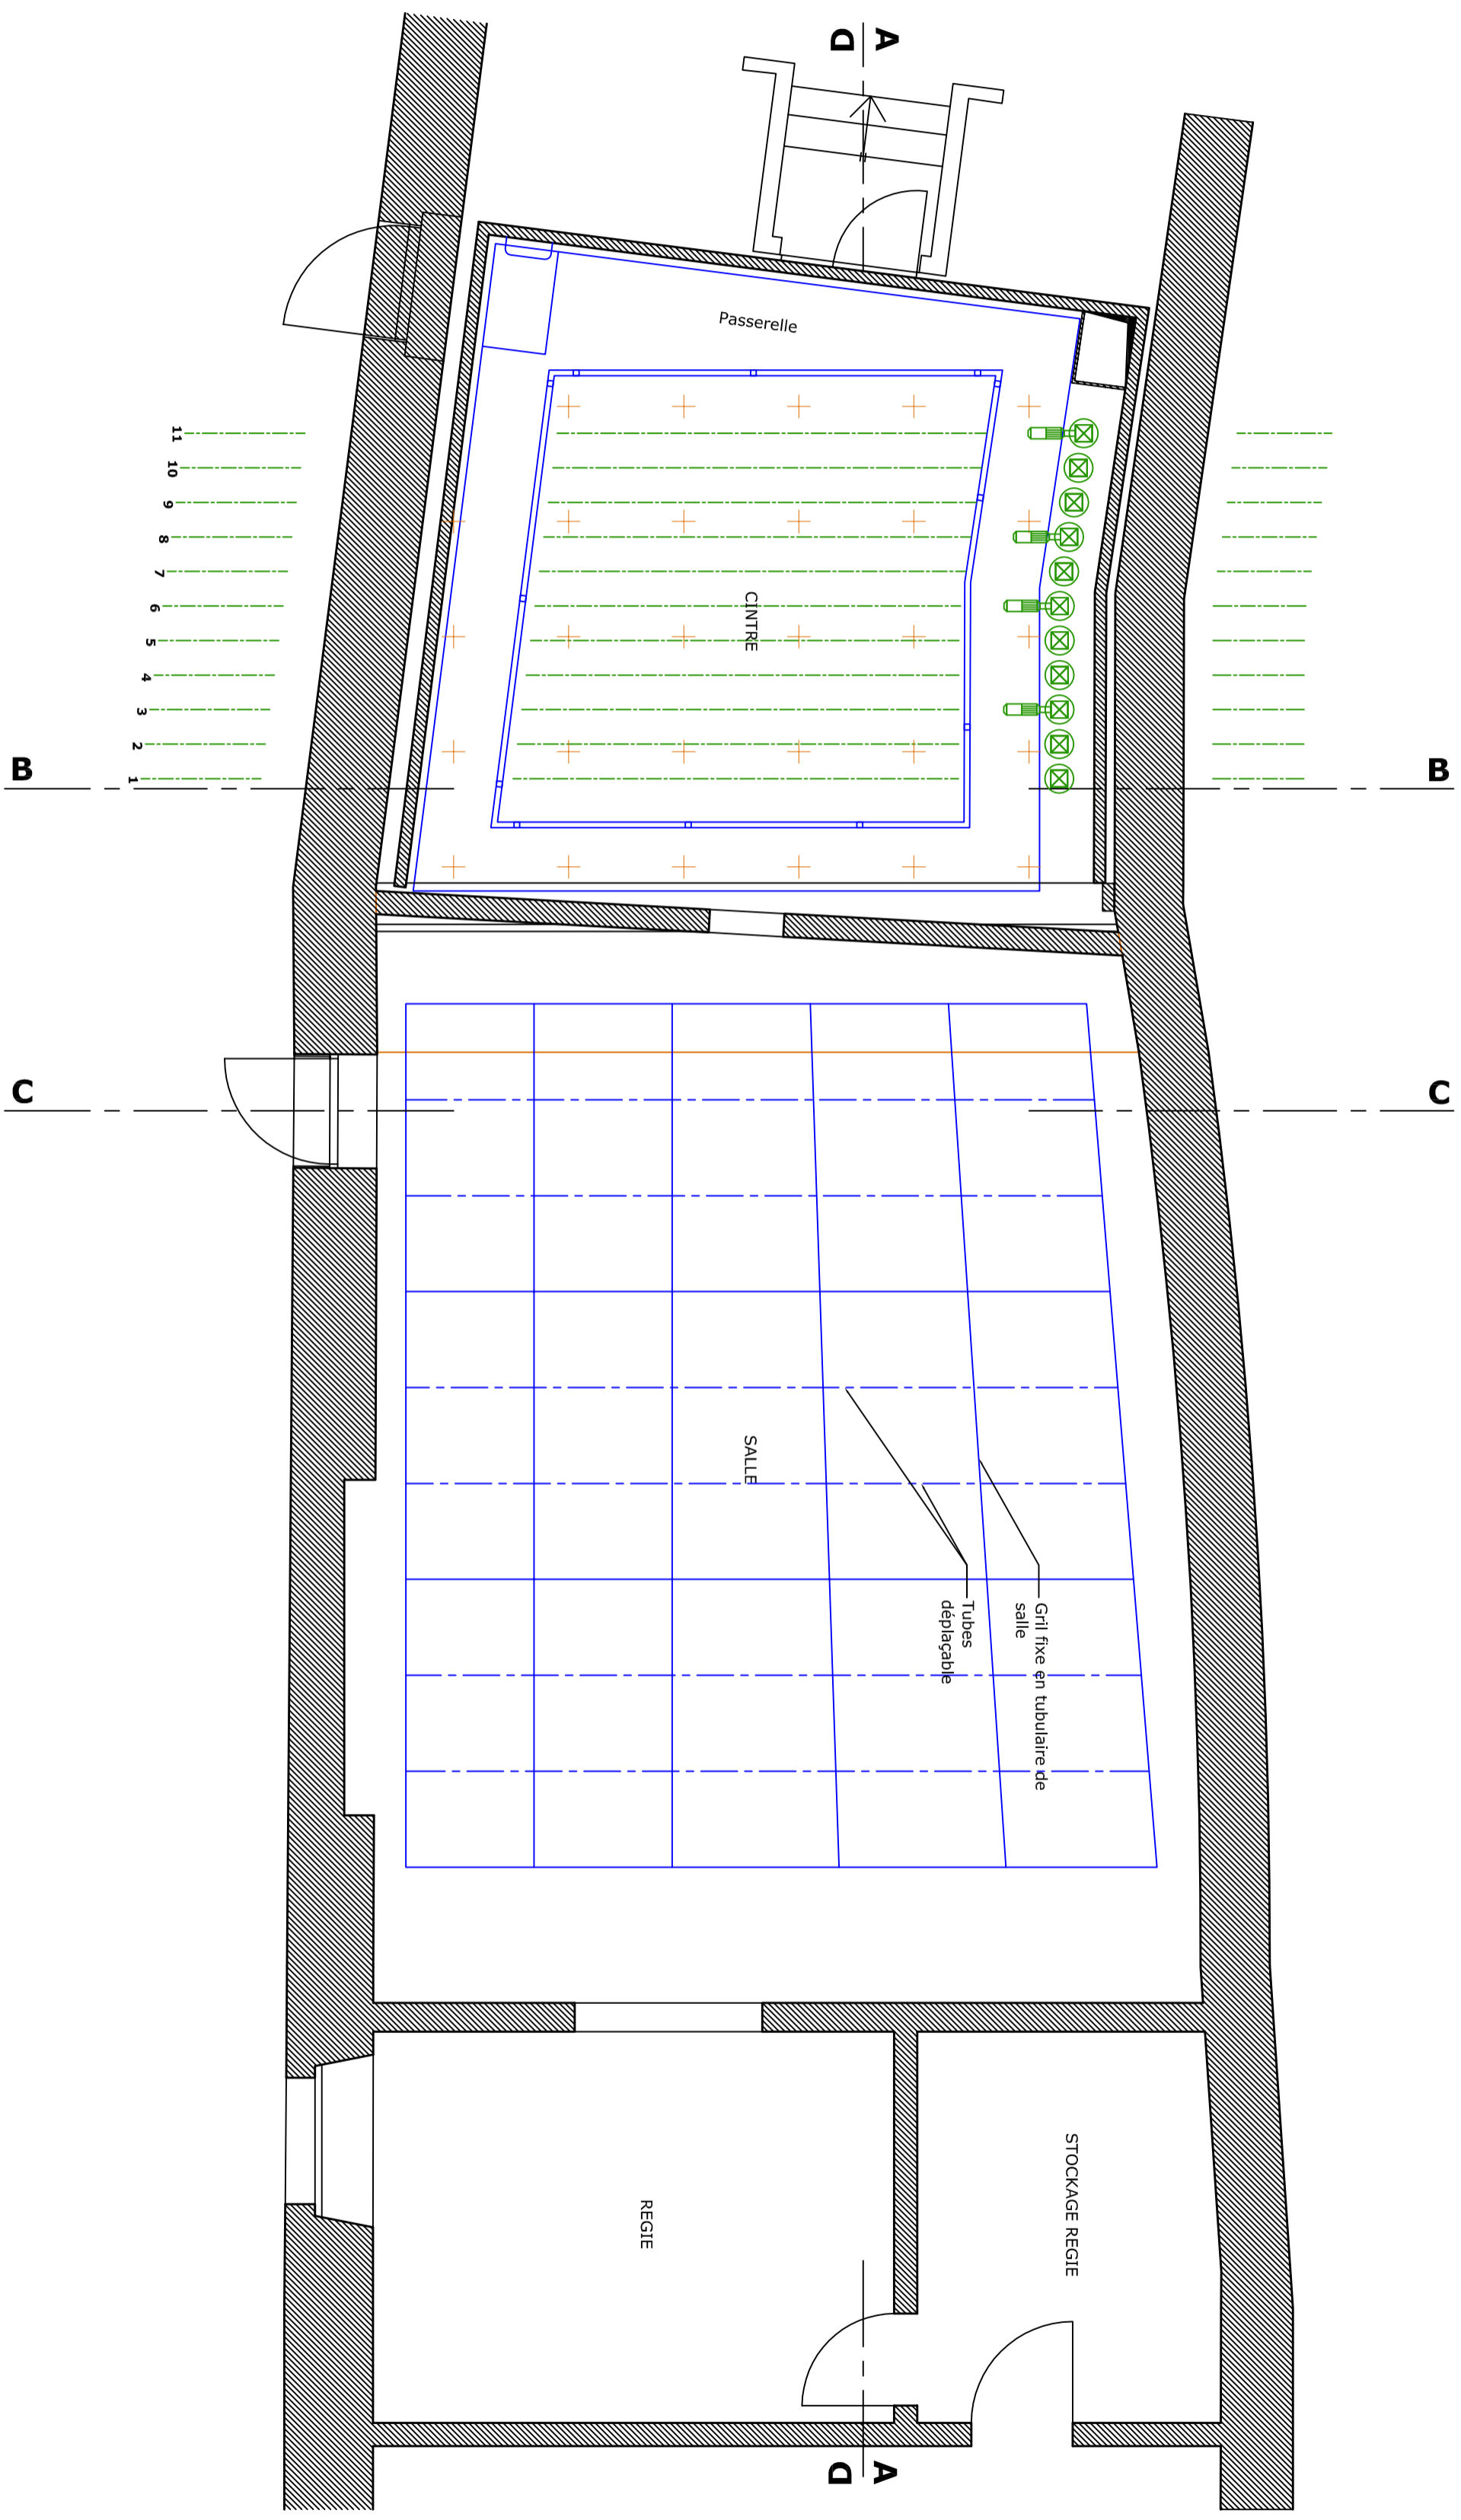 D
A
Passerelle
11
10
9
8
7
6
5
4
3
2
1
CINTRE
B
B
C
C
SALLE
Gril fixe en tubulaire de
salle
Tubes
déplaçable
REGIE
STOCKAGE REGIE
D
A